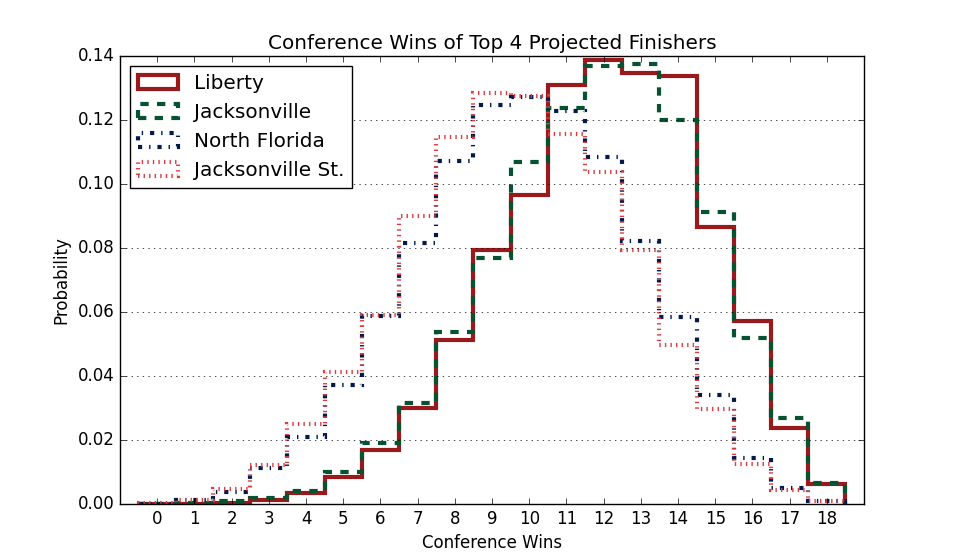 Conference Wins of Top 4 Projected Finishers
Liberty
Jacksonville
North Florida
Jacksonville St.
0.14
0.12
0.10
0.08
0.06
0.04
0.02
0.00
Probability
0 1 2 3 4 5 6 7 8 9 10 11 12 13 14 15 16 17 18
Conference Wins